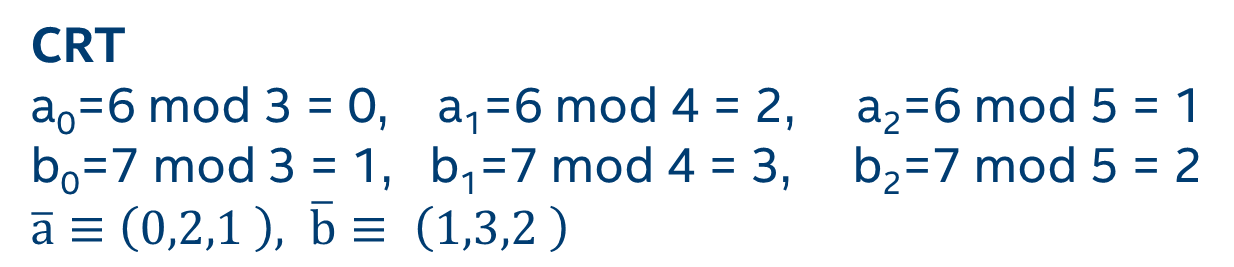 CRT
a₀=6 mod 3 = 0, a₁=6 mod 4 = 2, a₂=6 mod 5 = 1
b₀=7 mod 3 = 1, b₁=7 mod 4 = 3, b₂=7 mod 5 = 2
a̅ ≡ (0,2,1 ), b̅ ≡ (1,3,2 )